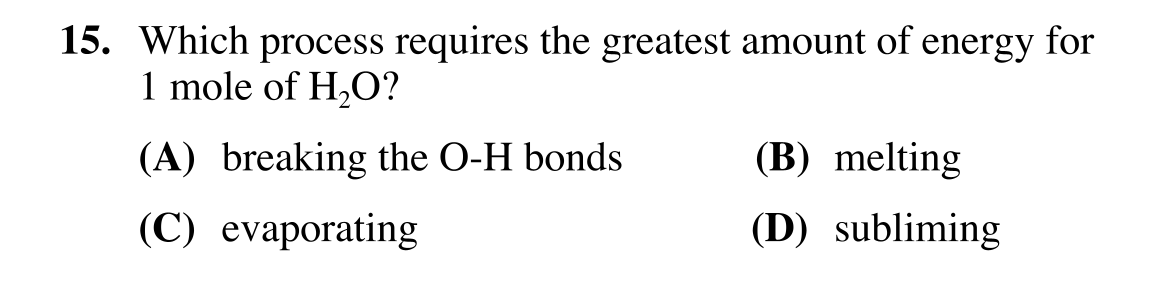 15. Which process requires the greatest amount of energy for
1 mole of H₂O?
(A) breaking the O-H bonds (B) melting
(C) evaporating (D) subliming